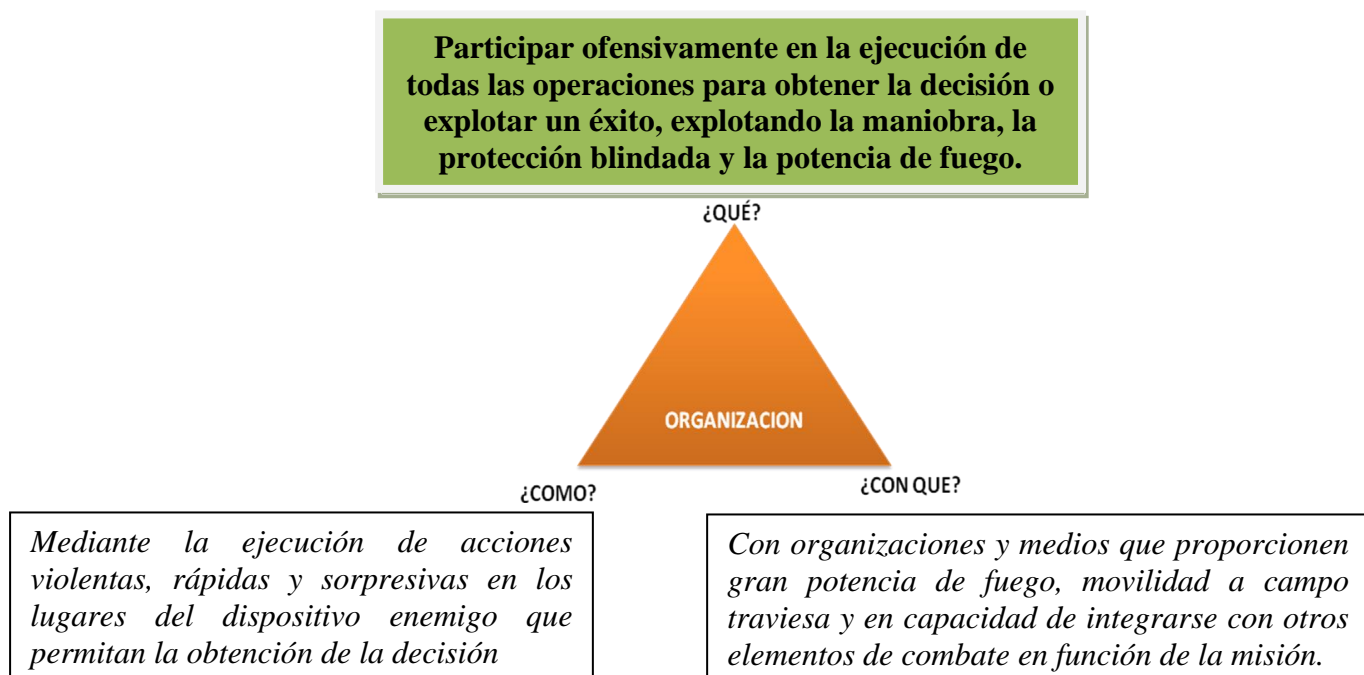 Participar ofensivamente en la ejecución de
todas las operaciones para obtener la decisión o
explotar un éxito, explotando la maniobra, la
protección blindada y la potencia de fuego.
¿QUÉ?
ORGANIZACION
¿COMO?
¿CON QUE?
Mediante la ejecución de acciones
violentas, rápidas y sorpresivas en los
lugares del dispositivo enemigo que
permitan la obtención de la decisión
Con organizaciones y medios que proporcionen
gran potencia de fuego, movilidad a campo
traviesa y en capacidad de integrarse con otros
elementos de combate en función de la misión.